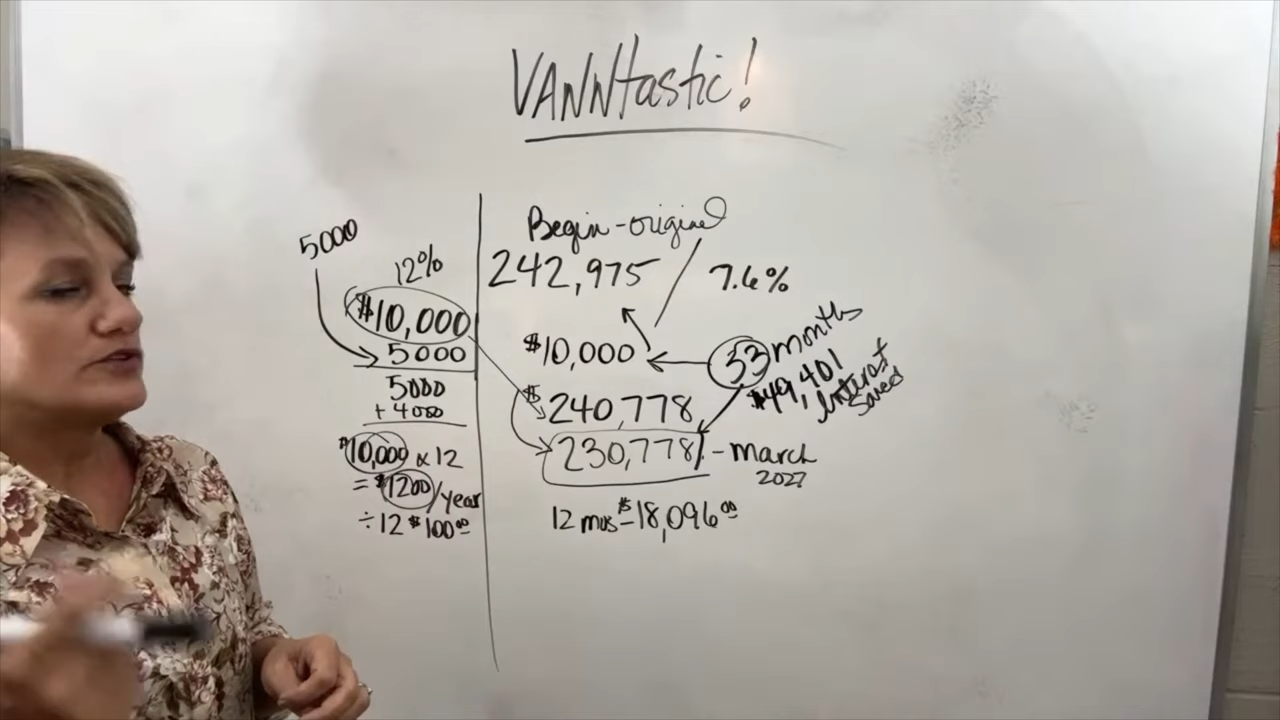 VANNtastic!
5000
12%
$10,000
5000
5000
+ 4000
$10,000 x 12
= $1200/year
÷ 12 $100.00
Begin - original
242,975
7.6%
$10,000
53 months
$49,401
interest
saved
$240,778
230,778 - March
2027
12 mos - $18,096.00